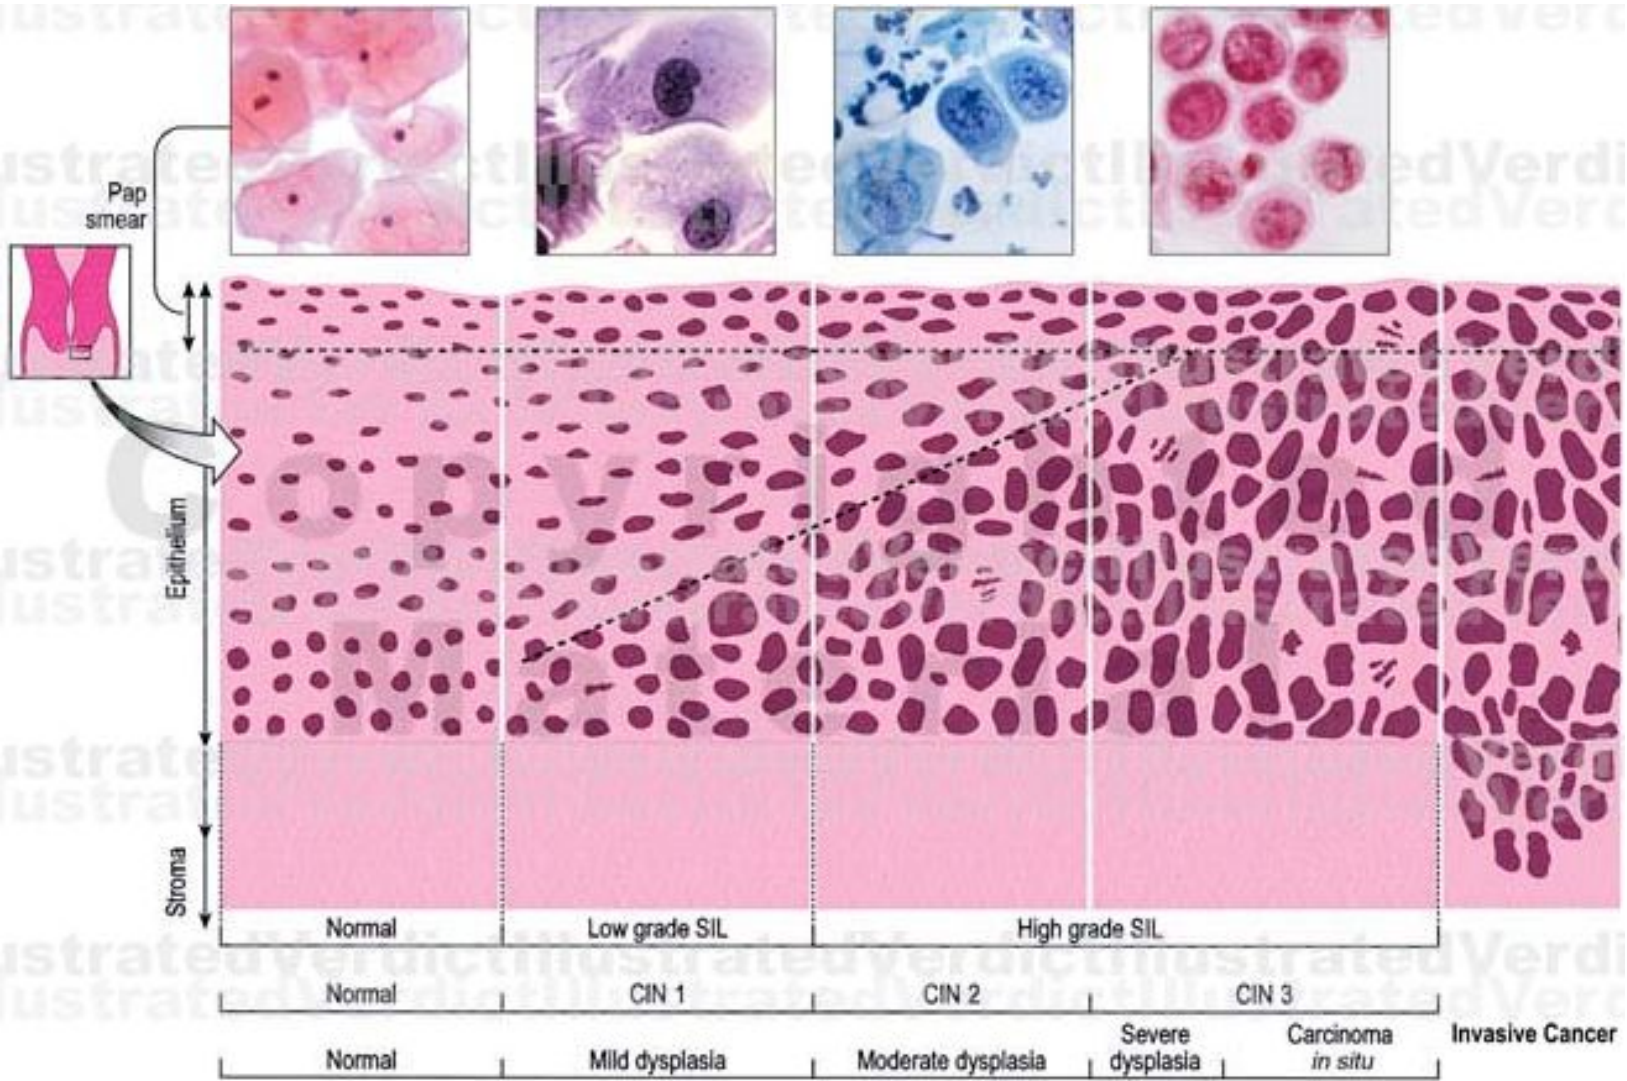 Pap
smear
Epithelium
Stroma
Normal
Low grade SIL
High grade SIL
Normal
CIN 1
CIN 2
CIN 3
Normal
Mild dysplasia
Moderate dysplasia
Severe
dysplasia
Carcinoma
in situ
Invasive Cancer